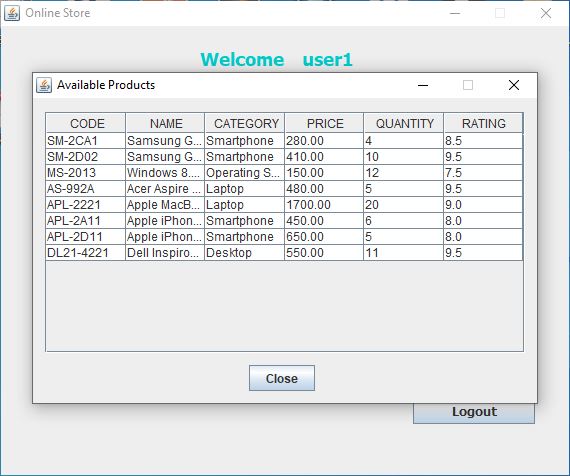 Online Store
Welcome user1
Available Products
CODE NAME CATEGORY PRICE QUANTITY RATING
SM-2CA1 Samsung G... Smartphone 280.00 4 8.5
SM-2D02 Samsung G... Smartphone 410.00 10 9.5
MS-2013 Windows 8.... Operating S... 150.00 12 7.5
AS-992A Acer Aspire ... Laptop 480.00 5 9.5
APL-2221 Apple MacB... Laptop 1700.00 20 9.0
APL-2A11 Apple iPhon... Smartphone 450.00 6 8.0
APL-2D11 Apple iPhon... Smartphone 650.00 5 8.0
DL21-4221 Dell Inspiro... Desktop 550.00 11 9.5
Close
Logout